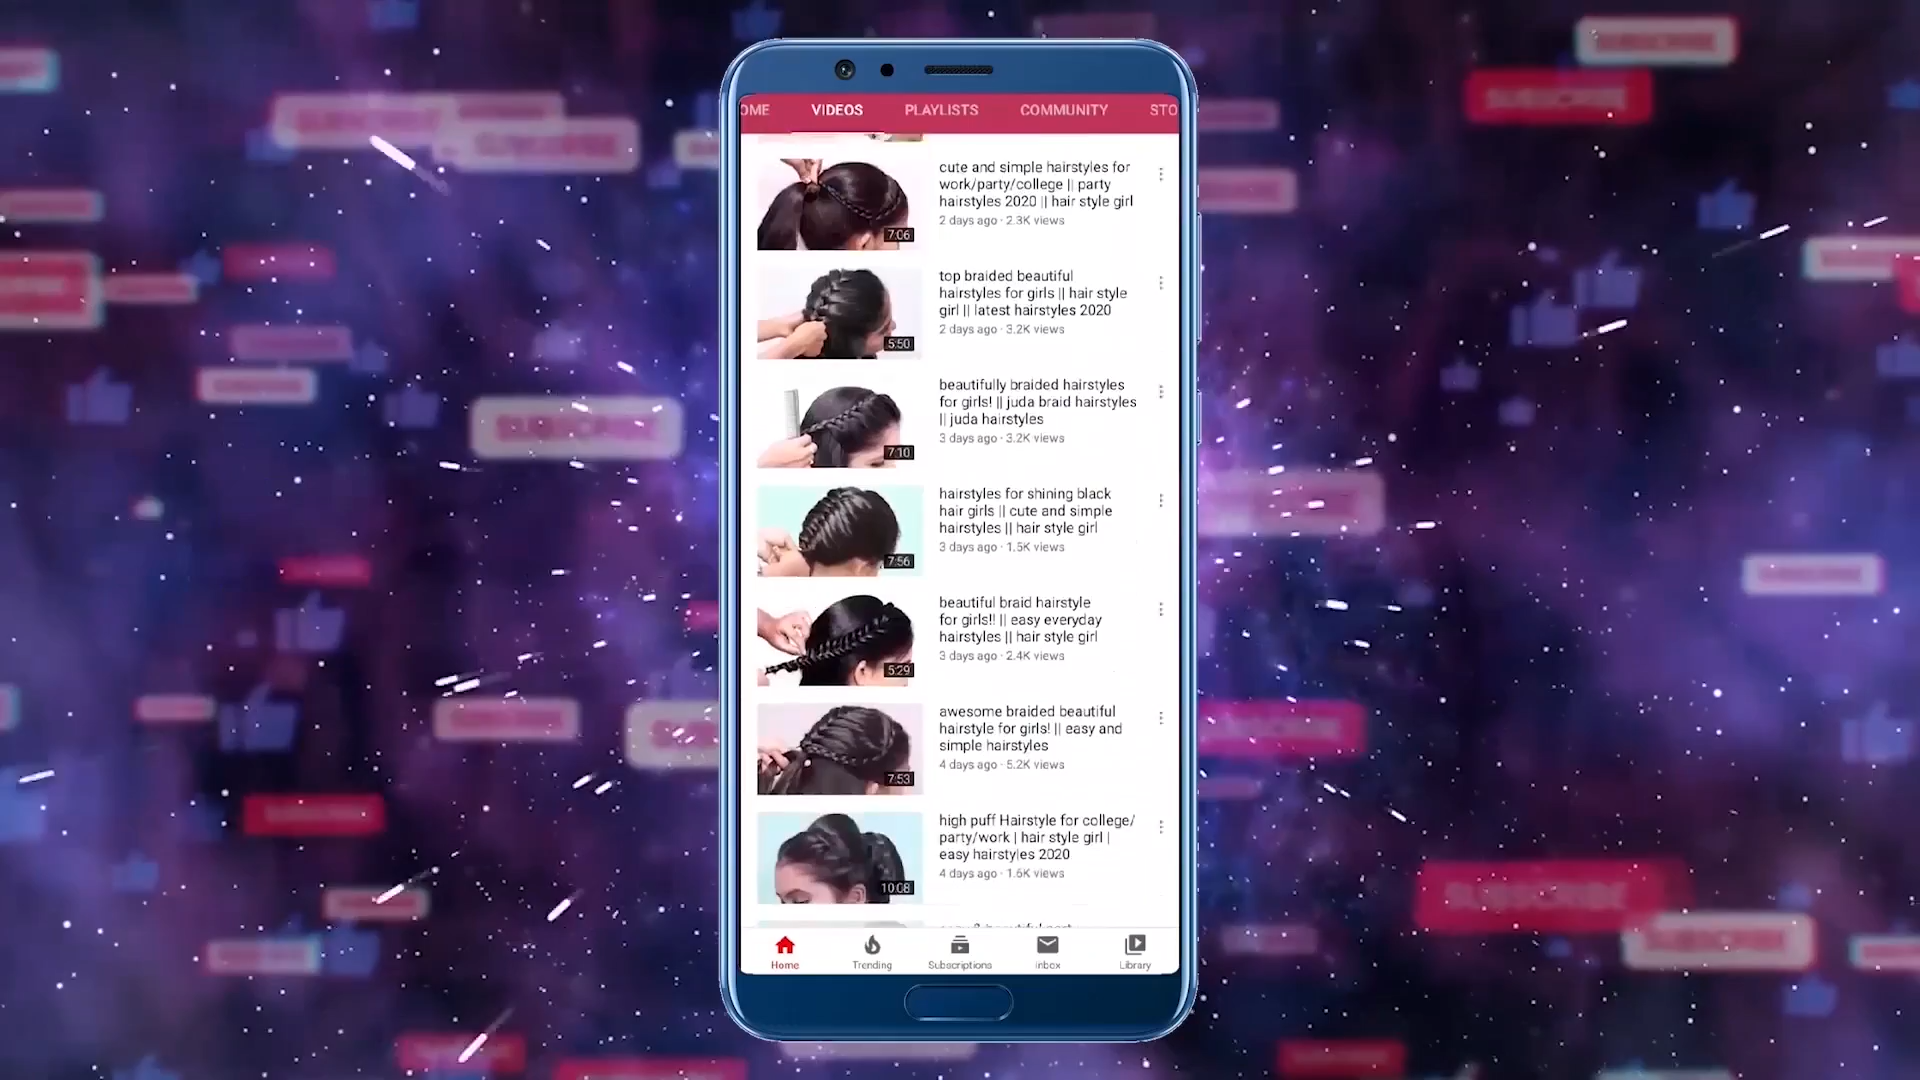 OME VIDEOS PLAYLISTS COMMUNITY STO
cute and simple hairstyles for
work/party/college || party
hairstyles 2020 || hair style girl
2 days ago · 2.3K views
7:06
top braided beautiful
hairstyles for girls || hair style
girl || latest hairstyles 2020
2 days ago · 3.2K views
5:50
beautifully braided hairstyles
for girls! || juda braid hairstyles
|| juda hairstyles
3 days ago · 3.2K views
7:10
hairstyles for shining black
hair girls || cute and simple
hairstyles || hair style girl
3 days ago · 1.5K views
7:56
beautiful braid hairstyle
for girls!! || easy everyday
hairstyles || hair style girl
3 days ago · 2.4K views
5:29
awesome braided beautiful
hairstyle for girls! || easy and
simple hairstyles
4 days ago · 5.2K views
7:53
high puff Hairstyle for college/
party/work | hair style girl |
easy hairstyles 2020
4 days ago · 1.6K views
10:08
Home Trending Subscriptions Inbox Library
SUBSCRIBE
SUBSCRIBE
SUBSCRIBE
SUBSCRIBE